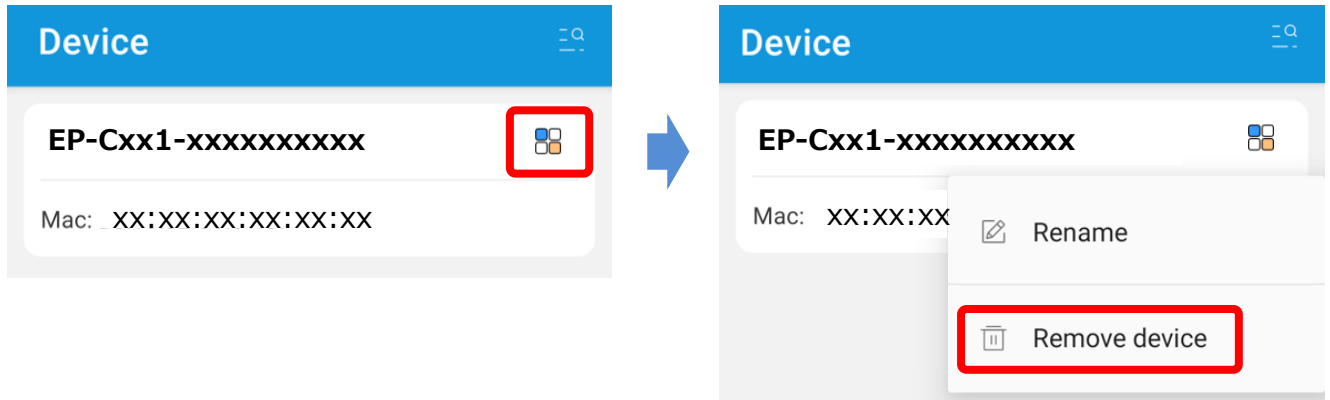 Device
EP-Cxx1-xxxxxxxxxx
Mac: xx:xx:xx:xx:xx:xx
Device
EP-Cxx1-xxxxxxxxxx
Mac: xx:xx:xx
Rename
Remove device